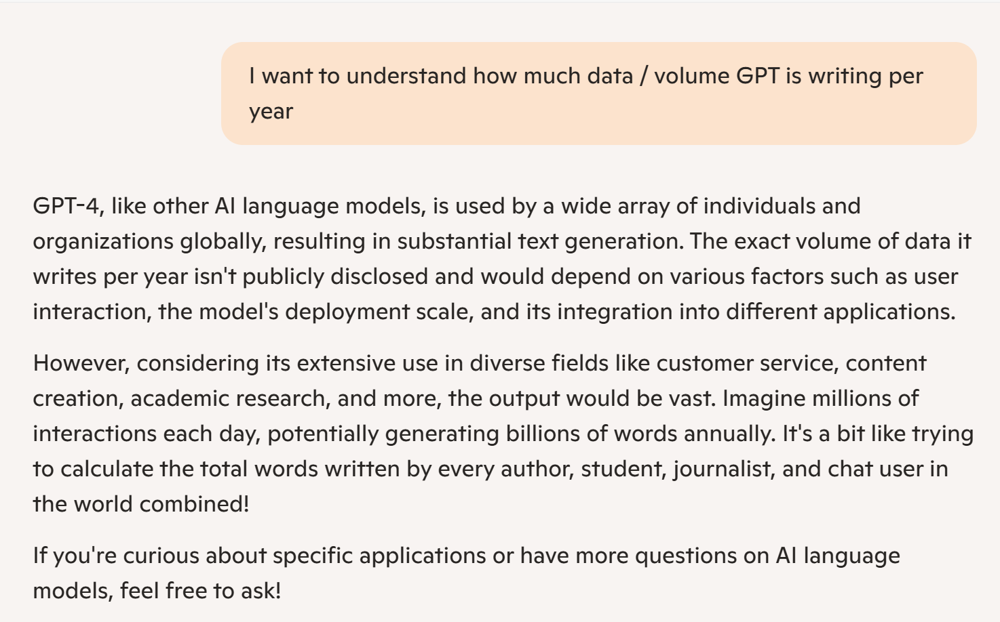 I want to understand how much data / volume GPT is writing per
year
GPT-4, like other AI language models, is used by a wide array of individuals and
organizations globally, resulting in substantial text generation. The exact volume of data it
writes per year isn't publicly disclosed and would depend on various factors such as user
interaction, the model's deployment scale, and its integration into different applications.
However, considering its extensive use in diverse fields like customer service, content
creation, academic research, and more, the output would be vast. Imagine millions of
interactions each day, potentially generating billions of words annually. It's a bit like trying
to calculate the total words written by every author, student, journalist, and chat user in
the world combined!
If you're curious about specific applications or have more questions on AI language
models, feel free to ask!